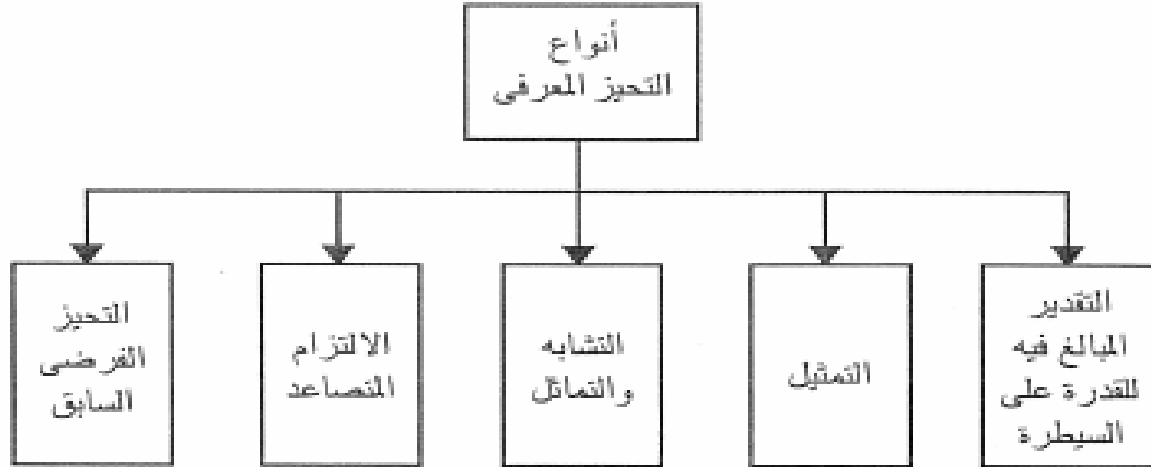 أنواع
التحيز المعرفى
التقدير
المبالغ فيه
للقدرة على
السيطرة
التمثيل
التشابه
والتماثل
الالتزام
المتصاعد
التحيز
الفرضى
السابق